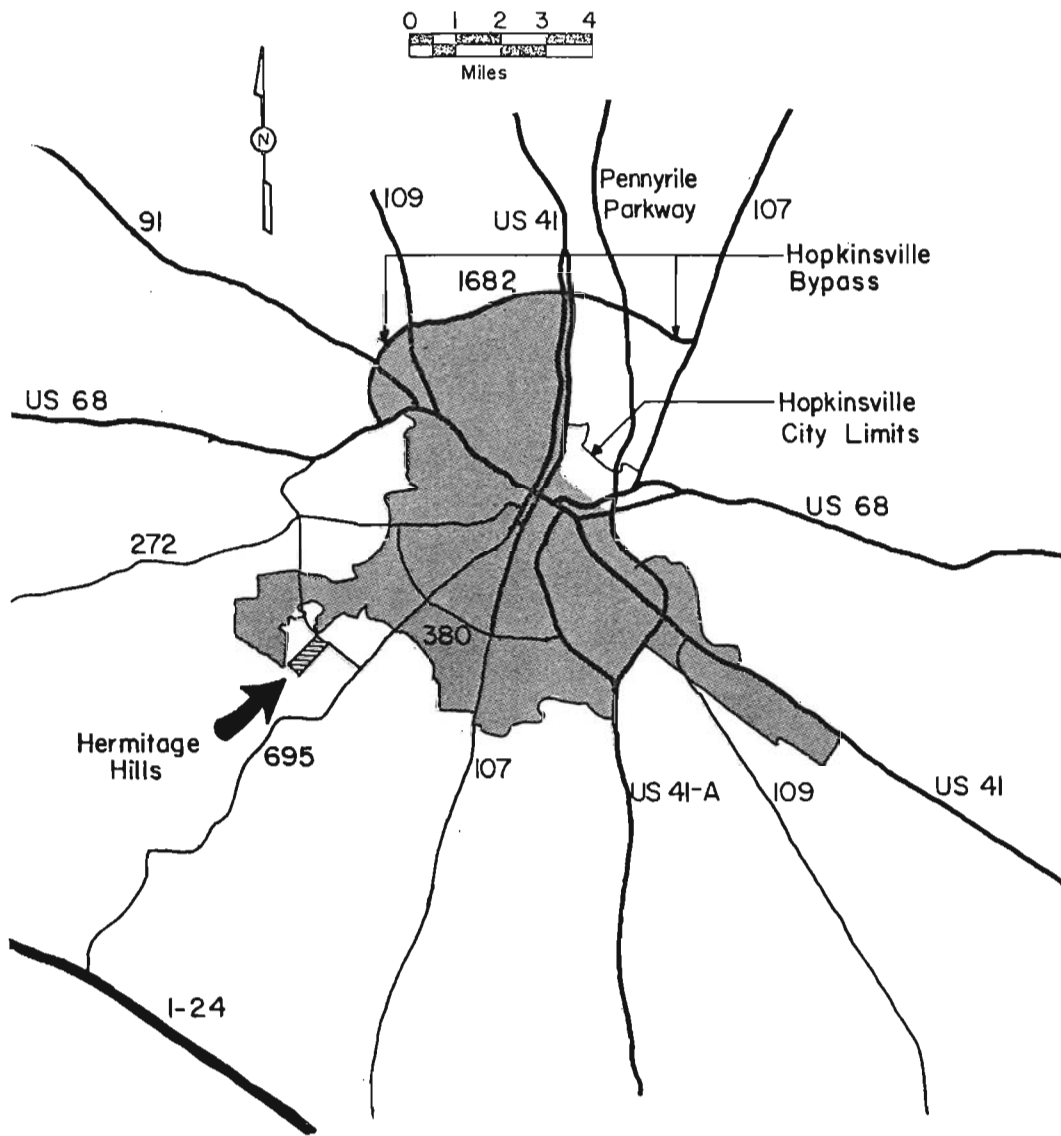 0 1 2 3 4
Miles
N
91
109
US 41
Pennyrile
Parkway
107
Hopkinsville
Bypass
1682
US 68
Hopkinsville
City Limits
US 68
272
380
Hermitage
Hills
695
107
US 41-A
109
US 41
I-24